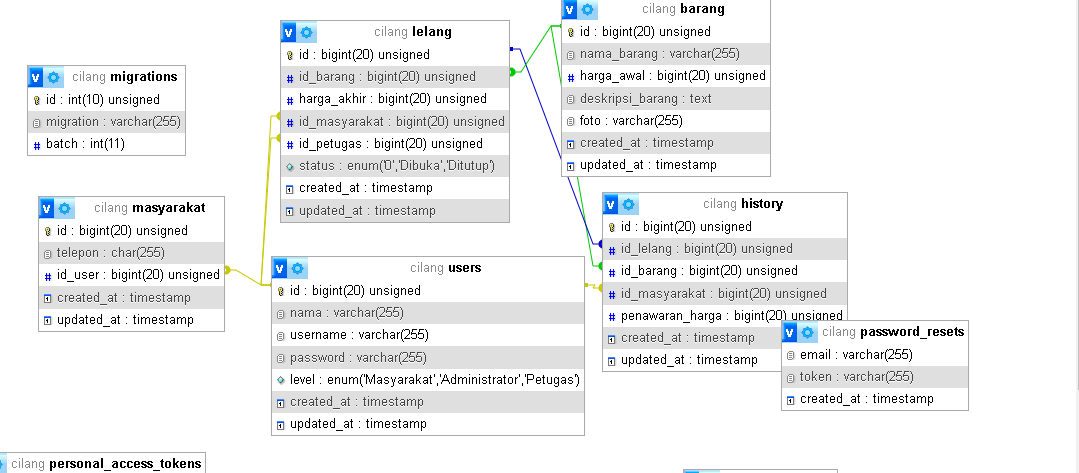 cilang migrations
id : int(10) unsigned
migration : varchar(255)
batch : int(11)
cilang masyarakat
id : bigint(20) unsigned
telepon : char(255)
id_user : bigint(20) unsigned
created_at : timestamp
updated_at : timestamp
cilang lelang
id : bigint(20) unsigned
id_barang : bigint(20) unsigned
harga_akhir : bigint(20) unsigned
id_masyarakat : bigint(20) unsigned
id_petugas : bigint(20) unsigned
status : enum('0','Dibuka','Ditutup')
created_at : timestamp
updated_at : timestamp
cilang users
id : bigint(20) unsigned
nama : varchar(255)
username : varchar(255)
password : varchar(255)
level : enum('Masyarakat','Administrator','Petugas')
created_at : timestamp
updated_at : timestamp
cilang barang
id : bigint(20) unsigned
nama_barang : varchar(255)
harga_awal : bigint(20) unsigned
deskripsi_barang : text
foto : varchar(255)
created_at : timestamp
updated_at : timestamp
cilang history
id : bigint(20) unsigned
id_lelang : bigint(20) unsigned
id_barang : bigint(20) unsigned
id_masyarakat : bigint(20) unsigned
penawaran_harga : bigint(20) unsigned
created_at : timestamp
updated_at : timestamp
cilang password_resets
email : varchar(255)
token : varchar(255)
created_at : timestamp
cilang personal_access_tokens